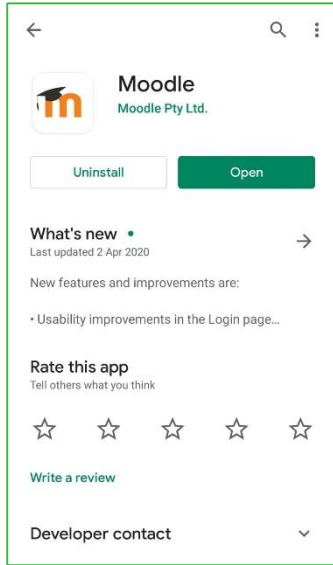 m
Moodle
Moodle Pty Ltd.
Uninstall
Open
What's new •
Last updated 2 Apr 2020
New features and improvements are:
• Usability improvements in the Login page...
Rate this app
Tell others what you think
Write a review
Developer contact